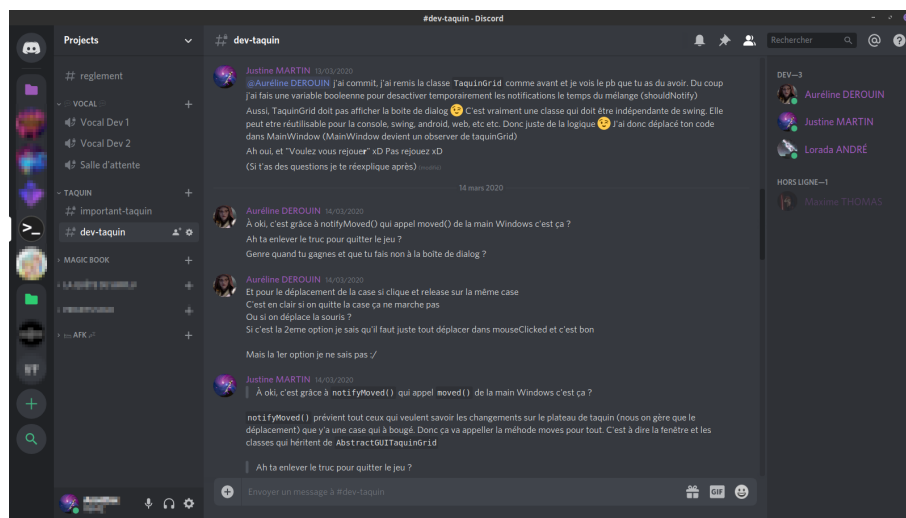 #dev-taquin - Discord
Projects
dev-taquin
Rechercher
reglement
VOCAL
Vocal Dev 1
Vocal Dev 2
Salle d'attente
TAQUIN
important-taquin
dev-taquin
MAGIC BOOK
AFK
Justine MARTIN 13/03/2020
@Auréline DEROUIN j'ai commit, j'ai remis la classe TaquinGrid comme avant et je vois le pb que tu as du avoir. Du coup
j'ai fais une variable booleenne pour desactiver temporairement les notifications le temps du mélange (shouldNotify)
Aussi, TaquinGrid doit pas afficher la boite de dialog 😉 C'est vraiment une classe qui doit être indépendante de swing. Elle
peut etre réutilisable pour la console, swing, android, web, etc etc. Donc juste de la logique 😉 J'ai donc déplacé ton code
dans MainWindow (MainWindow devient un observer de taquinGrid)
Ah oui, et "Voulez vous rejouer" xD Pas rejouez xD
(Si t'as des questions je te réexplique après) (modifié)
14 mars 2020
Auréline DEROUIN 14/03/2020
À oki, c'est grâce à notifyMoved() qui appel moved() de la main Windows c'est ça ?
Ah ta enlever le truc pour quitter le jeu ?
Genre quand tu gagnes et que tu fais non à la boîte de dialog ?
Auréline DEROUIN 14/03/2020
Et pour le déplacement de la case si clique et release sur la même case
C'est en clair si on quitte la case ça ne marche pas
Ou si on déplace la souris ?
Si c'est la 2eme option je sais qu'il faut juste tout déplacer dans mouseClicked et c'est bon
Mais la 1er option je ne sais pas :/
Justine MARTIN 14/03/2020
À oki, c'est grâce à notifyMoved() qui appel moved() de la main Windows c'est ça ?
notifyMoved() prévient tout ceux qui veulent savoir les changements sur le plateau de taquin (nous on gère que le
déplacement) que y'a une case qui à bougé. Donc ça va appeller la méhode moves pour tout. C'est à dire la fenêtre et les
classes qui héritent de AbstractGUITaquinGrid
Ah ta enlever le truc pour quitter le jeu ?
Envoyer un message à #dev-taquin
GIF
DEV—3
Auréline DEROUIN
Justine MARTIN
Lorada ANDRÉ
HORS LIGNE—1
Maxime THOMAS